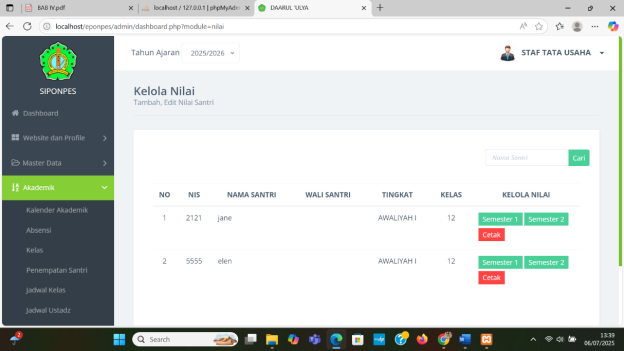 BAB IV.pdf
localhost / 127.0.0.1 | phpMyAdm
DAARUL 'ULYA
localhost/eponpes/admin/dashboard.php?module=nilai
SIPONPES
Dashboard
Website dan Profile
Master Data
Akademik
Kalender Akademik
Absensi
Kelas
Penempatan Santri
Jadwal Kelas
Jadwal Ustadz
Tahun Ajaran 2025/2026
STAF TATA USAHA
Kelola Nilai
Tambah, Edit Nilai Santri
Nama Santri Cari
NO NIS NAMA SANTRI WALI SANTRI TINGKAT KELAS KELOLA NILAI
1 2121 jane AWALIYAH I 12 Semester 1 Semester 2
Cetak
2 5555 elen AWALIYAH I 12 Semester 1 Semester 2
Cetak
Search
13:39
06/07/2025